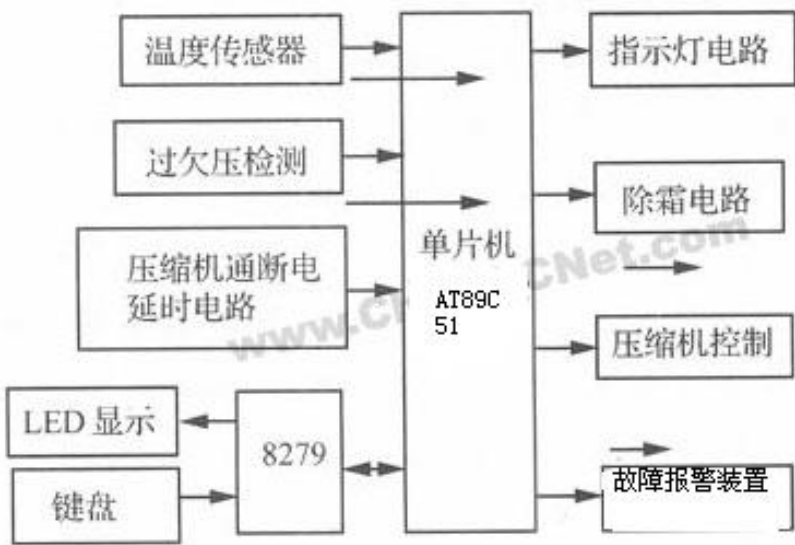 温度传感器
指示灯电路
过欠压检测
除霜电路
单片机
AT89C
51
压缩机通断电
延时电路
压缩机控制
LED 显示
8279
键盘
故障报警装置
CNet.com